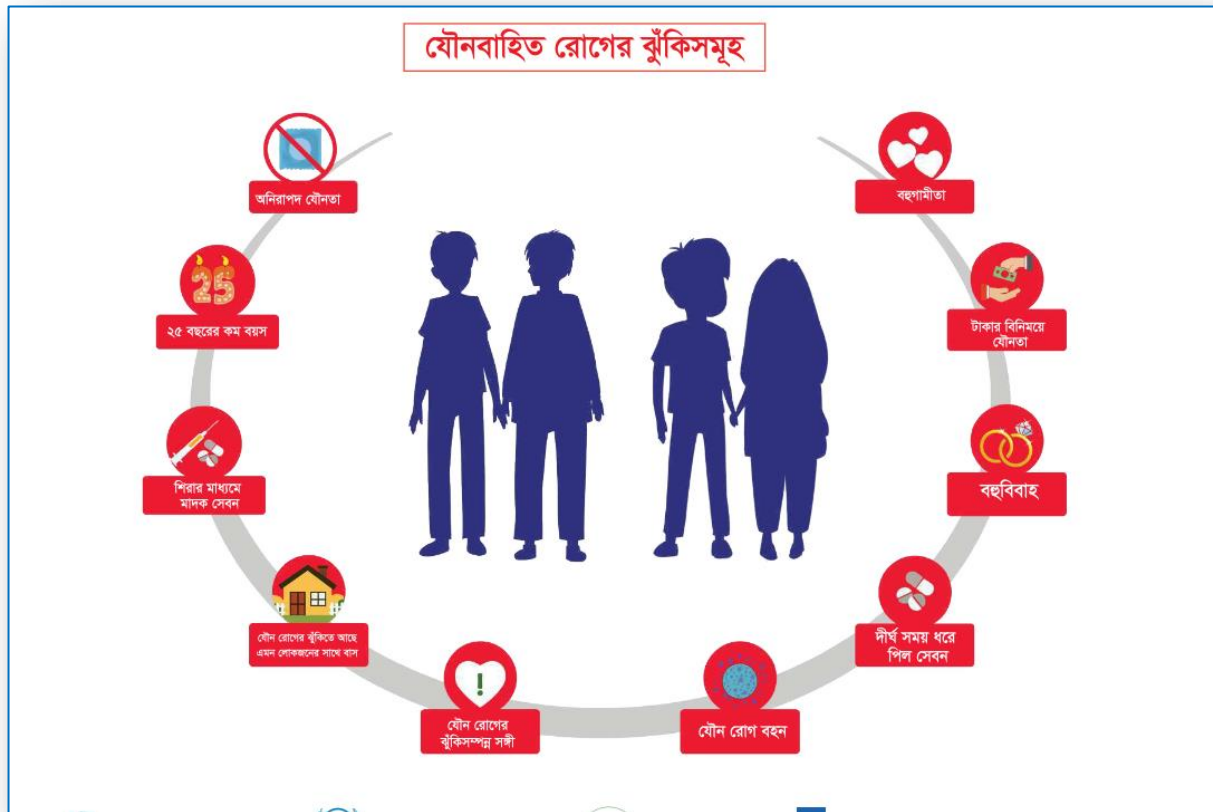 যৌনবাহিত রোগের ঝুঁকিসমূহ
অনিরাপদ যৌনতা
25
২৫ বছরের কম বয়স
শিরার মাধ্যমে
মাদক সেবন
যৌন রোগের ঝুঁকিতে আছে
এমন লোকজনের সাথে বাস
যৌন রোগের
ঝুঁকিসম্পন্ন সঙ্গী
যৌন রোগ বহন
দীর্ঘ সময় ধরে
পিল সেবন
বহুবিবাহ
টাকার বিনিময়ে
যৌনতা
বহুগামীতা